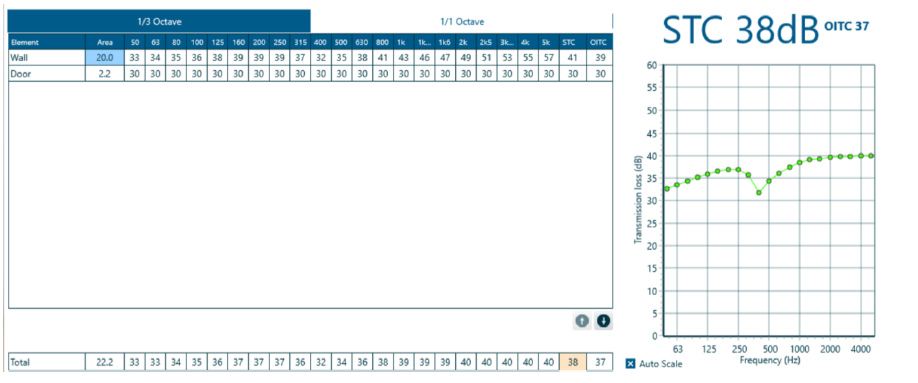 1/3 Octave 1/1 Octave
Element Area 50 63 80 100 125 160 200 250 315 400 500 630 800 1k 1k... 1k6 2k 2k5 3k... 4k 5k STC OITC
Wall 20.0 33 34 35 36 38 39 39 39 37 32 35 38 41 43 46 47 49 51 53 55 57 41 39
Door 2.2 30 30 30 30 30 30 30 30 30 30 30 30 30 30 30 30 30 30 30 30 30 30 30
Total 22.2 33 33 34 35 36 37 37 37 36 32 34 36 38 39 39 39 40 40 40 40 40 38 37
STC 38dB OITC 37
60
55
50
45
40
35
30
25
20
15
10
5
0
Transmission loss (dB)
63 125 250 500 1000 2000 4000
Frequency (Hz)
Auto Scale